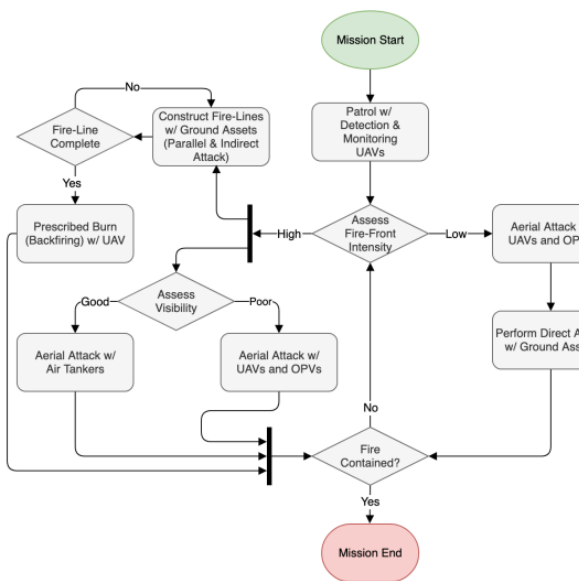 Mission Start
No
Fire-Line
Complete
Construct Fire-Lines
w/ Ground Assets
(Parallel & Indirect
Attack)
Patrol w/
Detection &
Monitoring
UAVs
Yes
Prescribed Burn
(Backfiring) w/ UAV
High
Assess
Fire-Front
Intensity
Low
Aerial Attack
UAVs and
Assess
Visibility
Good
Poor
Aerial Attack w/
Air Tankers
Aerial Attack w/
UAVs and OPVs
Perform Direct
w/ Ground
No
Fire
Contained?
Yes
Mission End